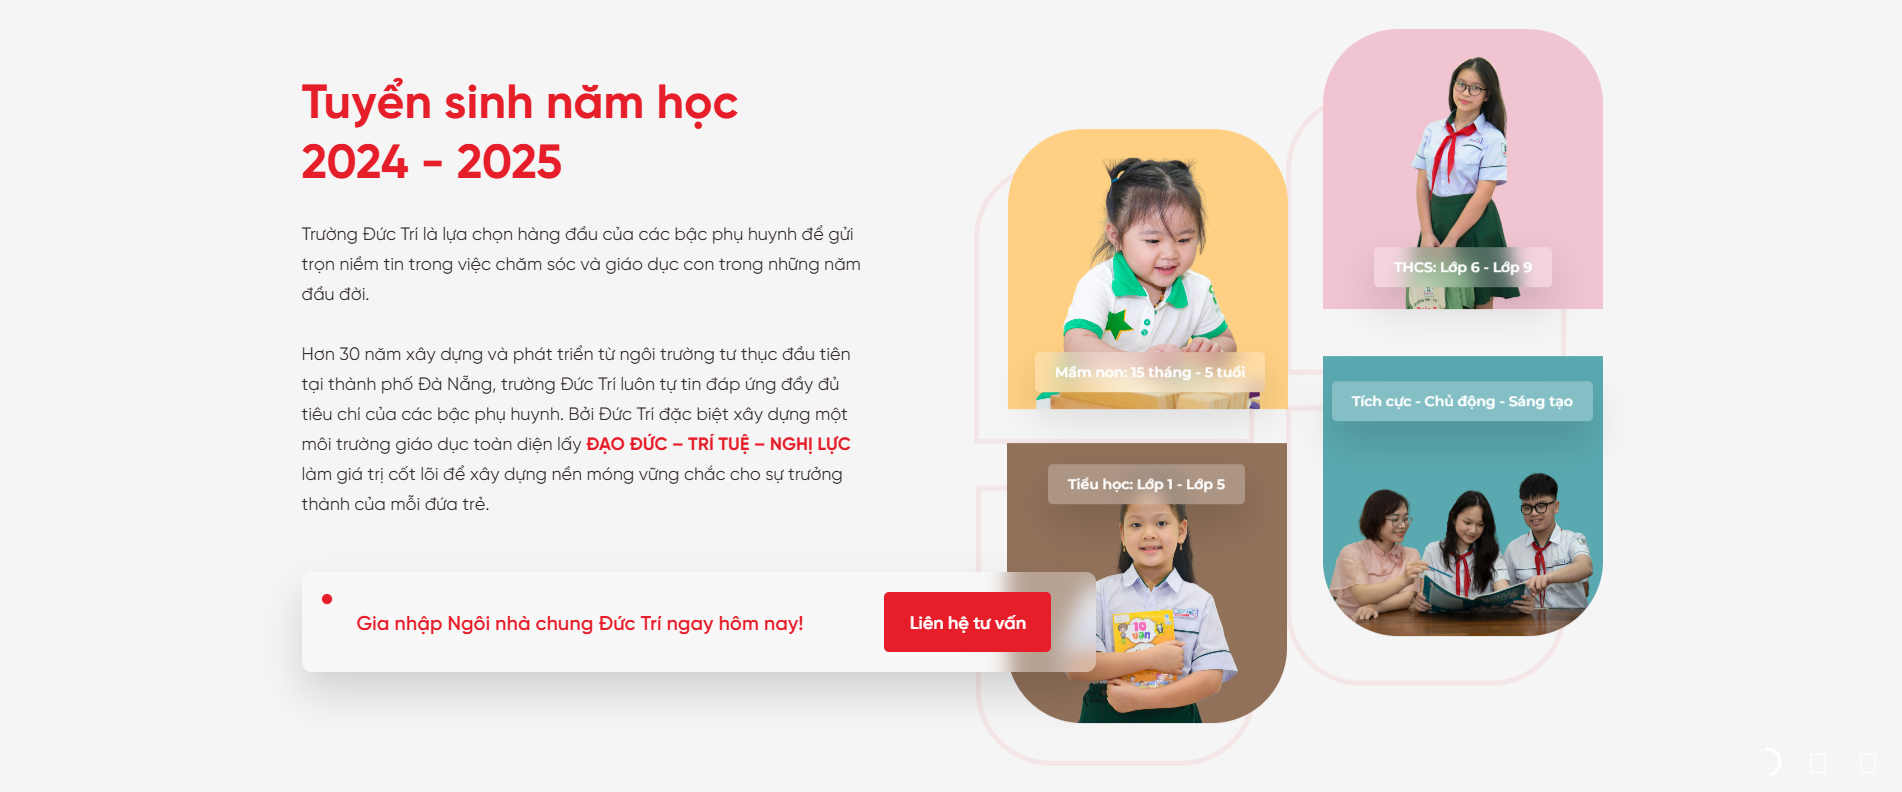 Tuyển sinh năm học
2024 - 2025
Trường Đức Trí là lựa chọn hàng đầu của các bậc phụ huynh để gửi
trọn niềm tin trong việc chăm sóc và giáo dục con trong những năm
đầu đời.
Hơn 30 năm xây dựng và phát triển từ ngôi trường tư thục đầu tiên
tại thành phố Đà Nẵng, trường Đức Trí luôn tự tin đáp ứng đầy đủ
tiêu chí của các bậc phụ huynh. Bởi Đức Trí đặc biệt xây dựng một
môi trường giáo dục toàn diện lấy ĐẠO ĐỨC – TRÍ TUỆ – NGHỊ LỰC
làm giá trị cốt lõi để xây dựng nền móng vững chắc cho sự trưởng
thành của mỗi đứa trẻ.
Gia nhập Ngôi nhà chung Đức Trí ngay hôm nay!
Liên hệ tư vấn
Mầm non: 15 tháng - 5 tuổi
Tiểu học: Lớp 1 - Lớp 5
10
vạn
THCS: Lớp 6 - Lớp 9
Tích cực - Chủ động - Sáng tạo